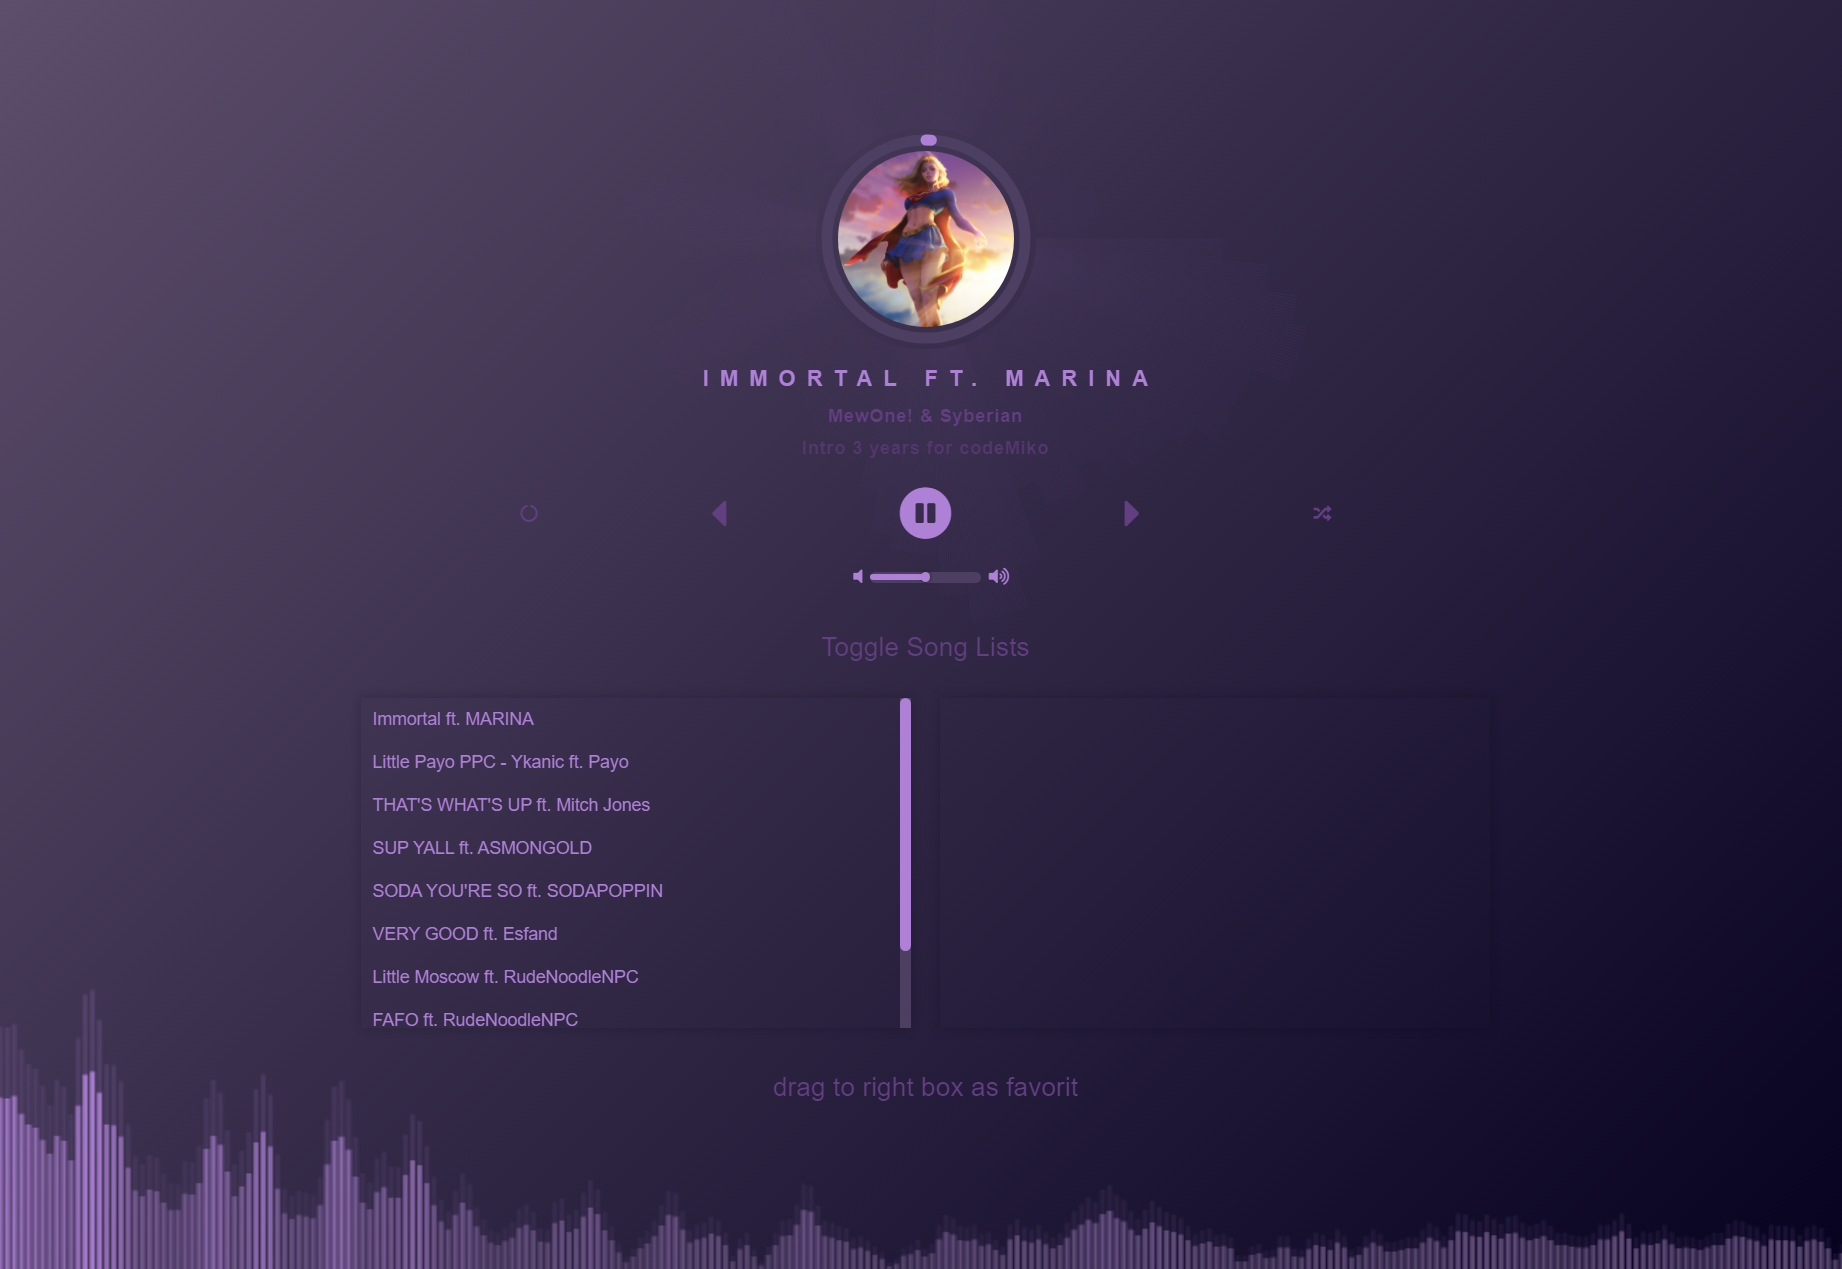 IMMORTAL FT. MARINA
MewOne! & Syberian
Intro 3 years for codeMiko
Toggle Song Lists
Immortal ft. MARINA
Little Payo PPC - Ykanic ft. Payo
THAT'S WHAT'S UP ft. Mitch Jones
SUP YALL ft. ASMONGOLD
SODA YOU'RE SO ft. SODAPOPPIN
VERY GOOD ft. Esfand
Little Moscow ft. RudeNoodleNPC
FAFO ft. RudeNoodleNPC
drag to right box as favorit